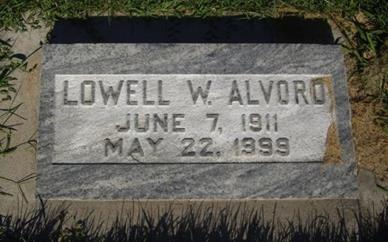 LOWELL W. ALVORD
JUNE 7, 1911
MAY 22, 1999